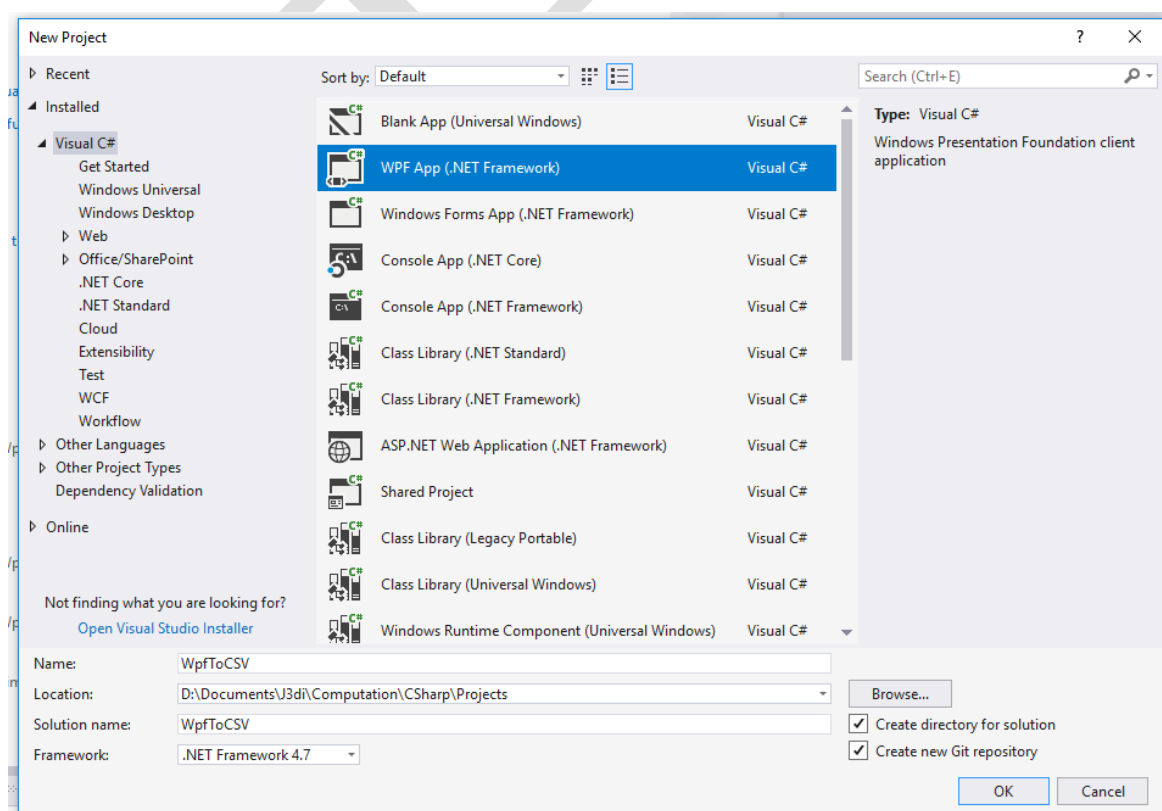 New Project
?
Recent
Installed
Visual C#
Get Started
Windows Universal
Windows Desktop
Web
Office/SharePoint
.NET Core
.NET Standard
Cloud
Extensibility
Test
WCF
Workflow
Other Languages
Other Project Types
Dependency Validation
Online
Not finding what you are looking for?
Open Visual Studio Installer
Sort by: Default
Blank App (Universal Windows) Visual C#
WPF App (.NET Framework) Visual C#
Windows Forms App (.NET Framework) Visual C#
Console App (.NET Core) Visual C#
Console App (.NET Framework) Visual C#
Class Library (.NET Standard) Visual C#
Class Library (.NET Framework) Visual C#
ASP.NET Web Application (.NET Framework) Visual C#
Shared Project Visual C#
Class Library (Legacy Portable) Visual C#
Class Library (Universal Windows) Visual C#
Windows Runtime Component (Universal Windows) Visual C#
Search (Ctrl+E)
Type: Visual C#
Windows Presentation Foundation client
application
Name: WpfToCSV
Location: D:\Documents\J3di\Computation\CSharp\Projects
Browse...
Solution name: WpfToCSV
Create directory for solution
Framework: .NET Framework 4.7
Create new Git repository
OK Cancel